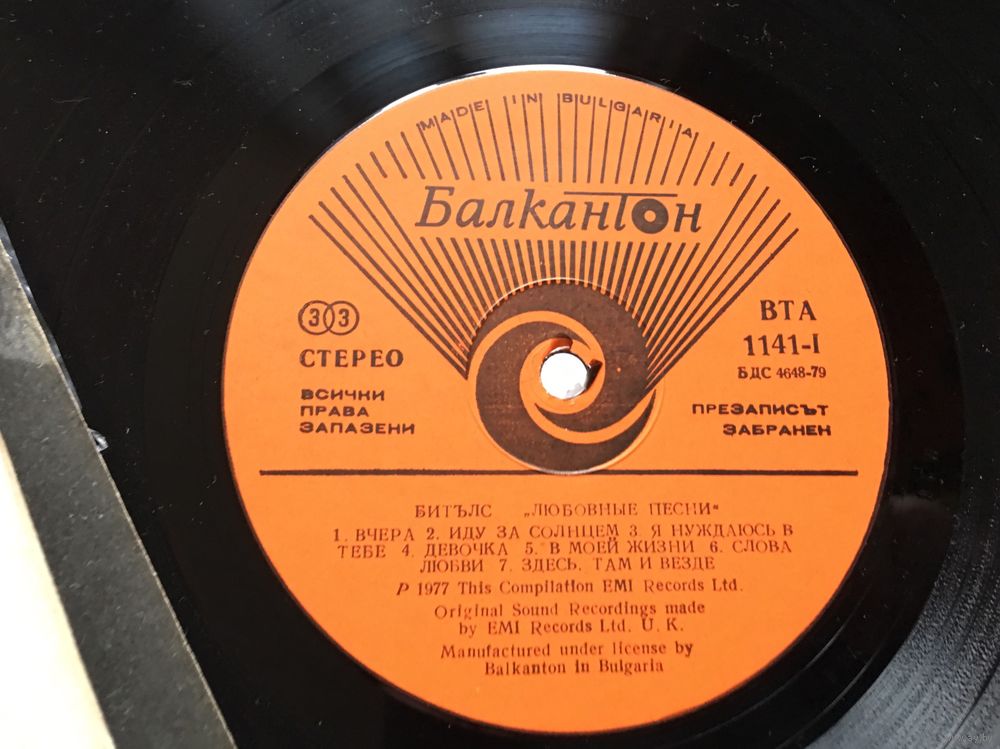 MADE IN BULGARIA
Балкантон
33
СТЕРЕО
ВСИЧКИ
ПРАВА
ЗАПАЗЕНИ
ВТА
1141-I
БДС 4648-79
ПРЕЗАПИСЪТ
ЗАБРАНЕН
БИТЪЛС „ЛЮБОВНЫЕ ПЕСНИ"
1. ВЧЕРА 2. ИДУ ЗА СОЛНЦЕМ 3. Я НУЖДАЮСЬ В
ТЕБЕ 4. ДЕВОЧКА 5. В МОЕЙ ЖИЗНИ 6. СЛОВА
ЛЮБВИ 7. ЗДЕСЬ, ТАМ И ВЕЗДЕ
P 1977 This Compilation EMI Records Ltd.
Original Sound Recordings made
by EMI Records Ltd. U. K.
Manufactured under license by
Balkanton in Bulgaria